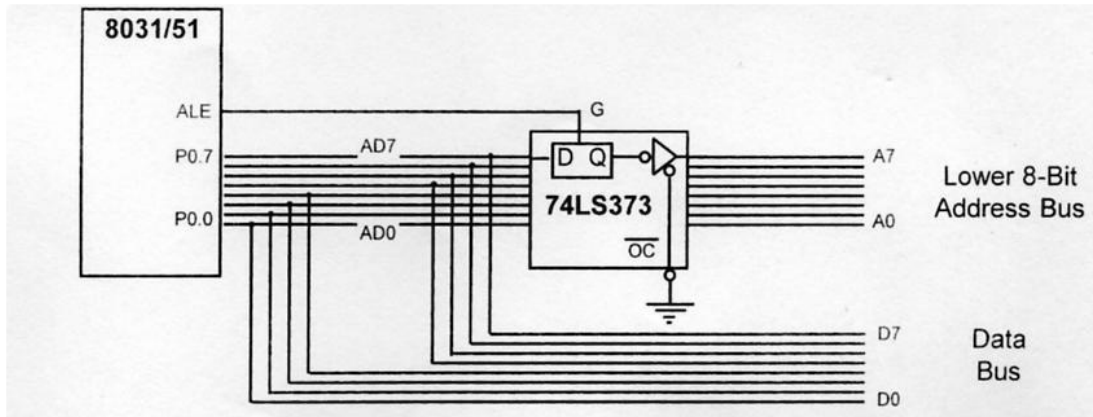 8031/51
ALE
G
P0.7
AD7
D
Q
A7
74LS373
Lower 8-Bit
Address Bus
P0.0
AD0
OC
A0
D7
Data
Bus
D0